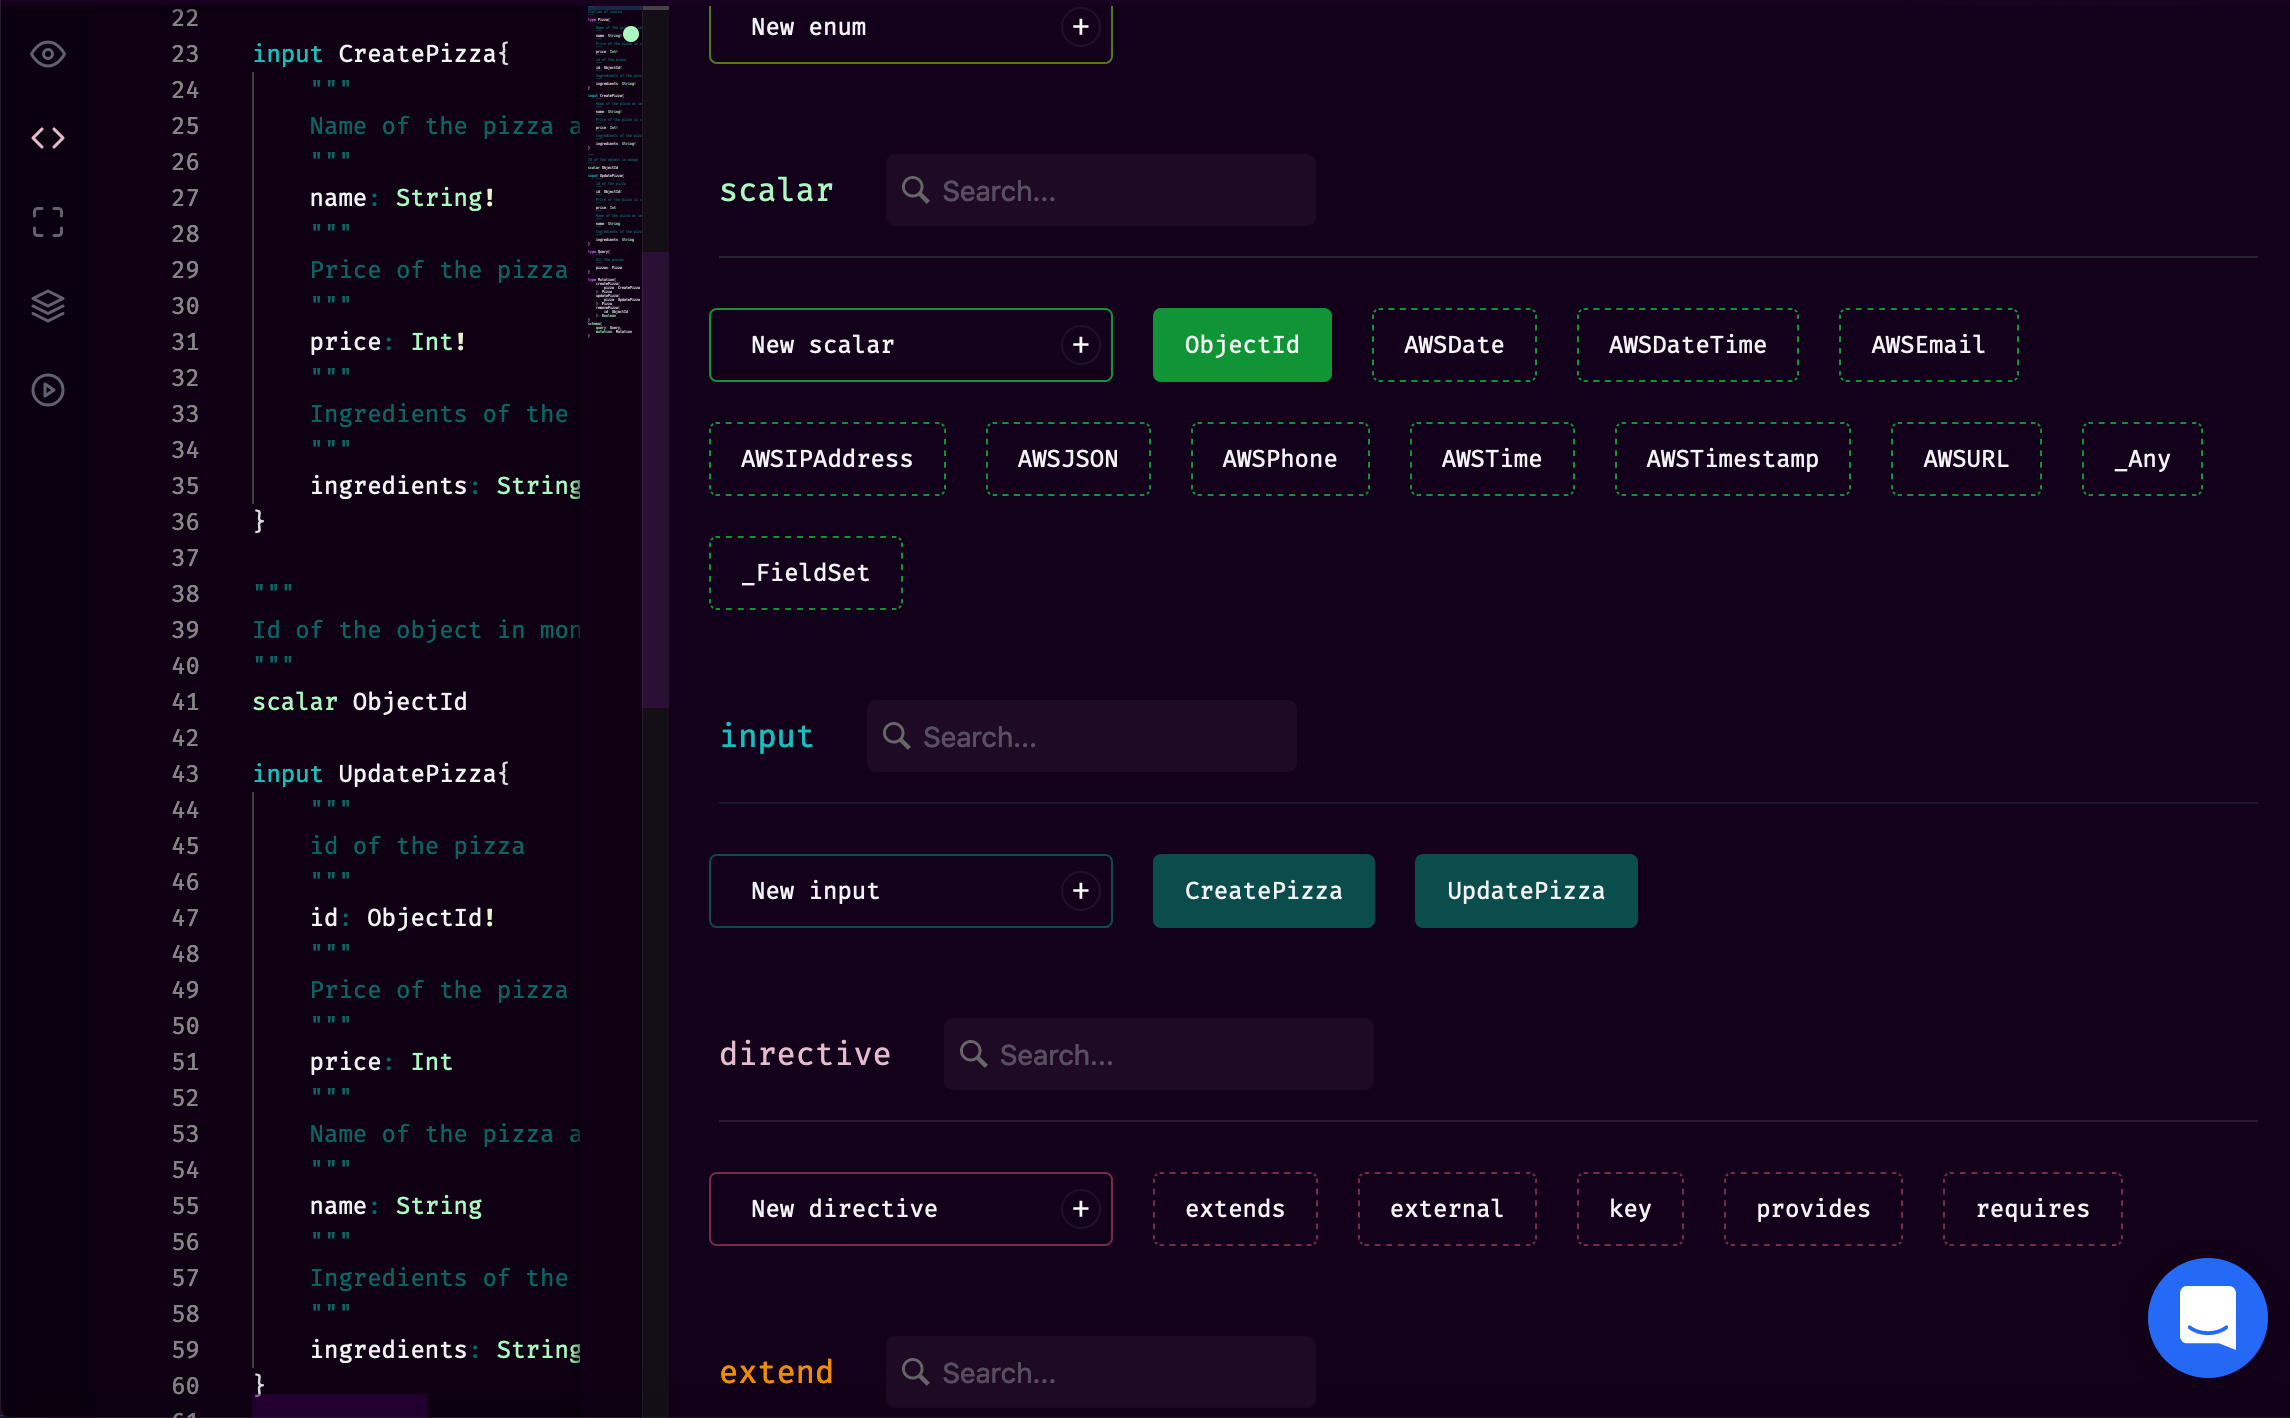 22
23 input CreatePizza{
24 """
25 Name of the pizza a
26 """
27 name: String!
28 """
29 Price of the pizza
30 """
31 price: Int!
32 """
33 Ingredients of the
34 """
35 ingredients: String
36 }
37
38 """
39 Id of the object in mon
40 """
41 scalar ObjectId
42
43 input UpdatePizza{
44 """
45 id of the pizza
46 """
47 id: ObjectId!
48 """
49 Price of the pizza
50 """
51 price: Int
52 """
53 Name of the pizza a
54 """
55 name: String
56 """
57 Ingredients of the
58 """
59 ingredients: String
60 }
61
New enum +
scalar Search...
New scalar + ObjectId AWSDate AWSDateTime AWSEmail
AWSIPAddress AWSJSON AWSPhone AWSTime AWSTimestamp AWSURL _Any
_FieldSet
input Search...
New input + CreatePizza UpdatePizza
directive Search...
New directive + extends external key provides requires
extend Search...